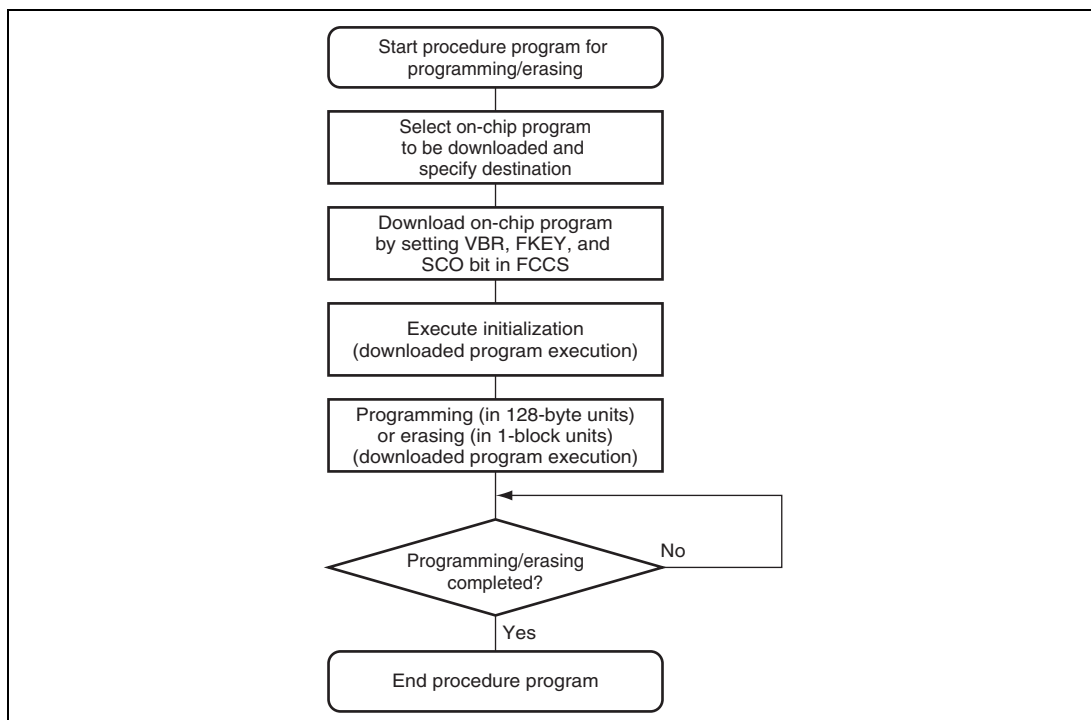 Start procedure program for
programming/erasing
Select on-chip program
to be downloaded and
specify destination
Download on-chip program
by setting VBR, FKEY, and
SCO bit in FCCS
Execute initialization
(downloaded program execution)
Programming (in 128-byte units)
or erasing (in 1-block units)
(downloaded program execution)
No
Programming/erasing
completed?
Yes
End procedure program